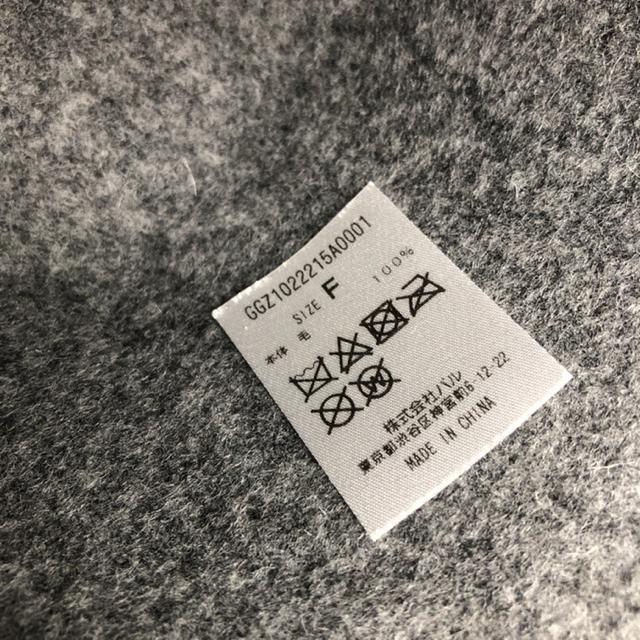 GGZ1022215A0001
SIZE F
本体 毛 100%
株式会社パル
東京都渋谷区神宮前6-12-22
MADE IN CHINA